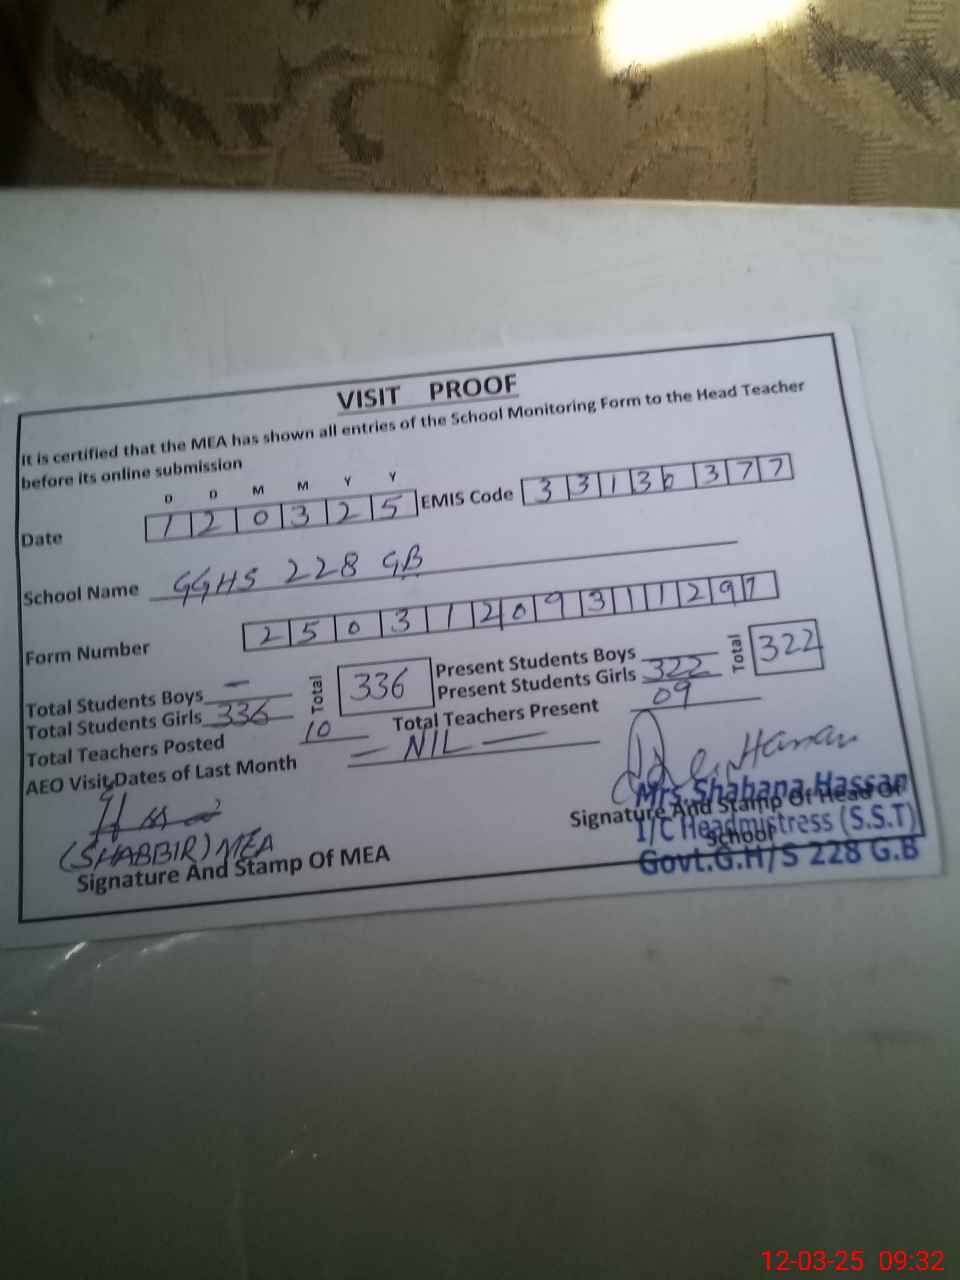 VISIT PROOF
It is certified that the MEA has shown all entries of the School Monitoring Form to the Head Teacher
before its online submission
D D M M Y Y
Date 1 2 0 3 2 5 EMIS Code 3 3 1 3 6 3 7 7
School Name GGHS 228 GB
Form Number 2 5 0 3 1 2 0 9 3 1 1 2 9 7
Total Students Boys — Total 336 Present Students Boys Total 322
Total Students Girls 336 Present Students Girls 322
Total Teachers Posted 10 Total Teachers Present 09
AEO Visit Dates of Last Month — NIL —
Hassan
Mrs. Shabana Hassan
Signature And Stamp Of Head Of
I/C Headmistress (S.S.T)
School
Govt.G.H/S 228 G.B
(SHABBIR) MEA
Signature And Stamp Of MEA
12-03-25 09:32